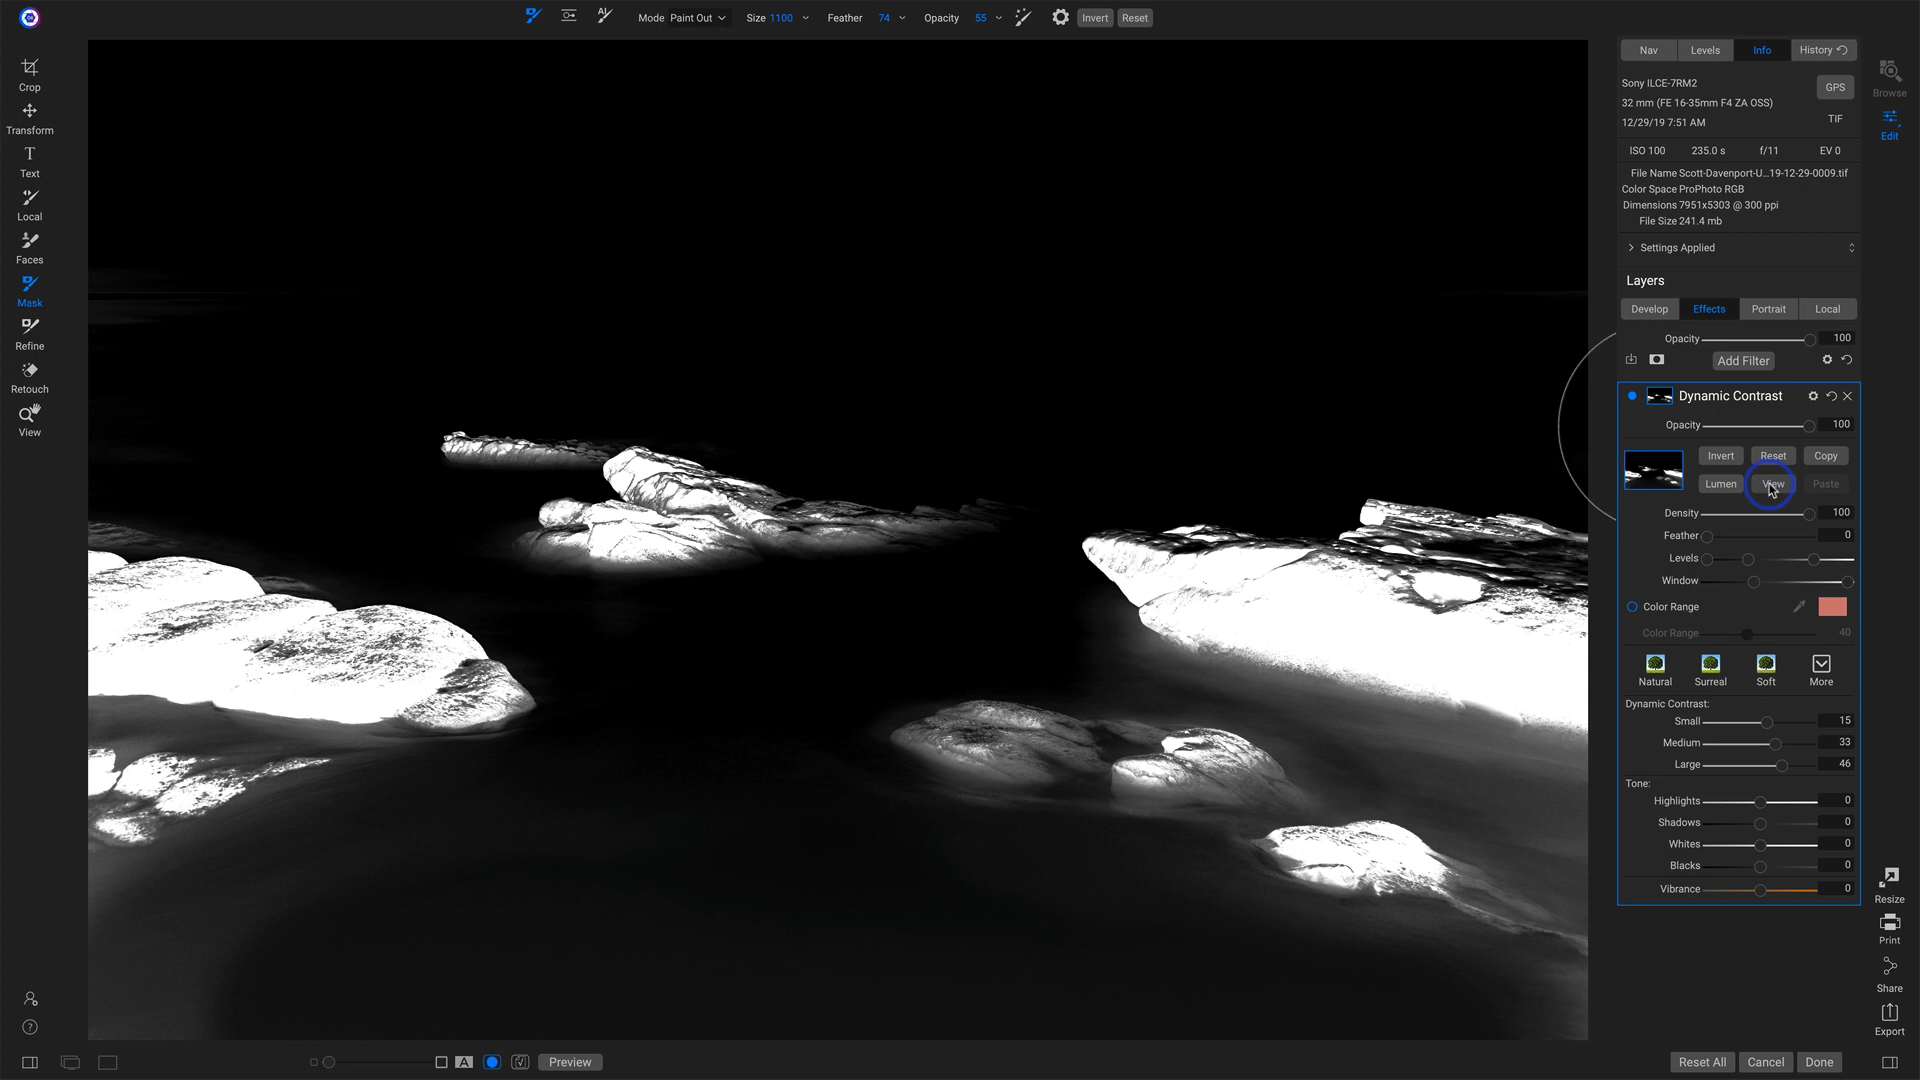 Mode Paint Out Size 1100 Feather 74 Opacity 55 Invert Reset
Crop
Transform
Text
Local
Faces
Mask
Refine
Retouch
View
Nav Levels Info History
Sony ILCE-7RM2 GPS
32 mm (FE 16-35mm F4 ZA OSS)
12/29/19 7:51 AM TIF
ISO 100 235.0 s f/11 EV 0
File Name Scott-Davenport-U...19-12-29-0009.tif
Color Space ProPhoto RGB
Dimensions 7951x5303 @ 300 ppi
File Size 241.4 mb
Settings Applied
Layers
Develop Effects Portrait Local
Opacity 100
Add Filter
Dynamic Contrast
Opacity 100
Invert Reset Copy
Lumen View Paste
Density 100
Feather 0
Levels
Window
Color Range
Color Range 40
Natural Surreal Soft More
Dynamic Contrast:
Small 15
Medium 33
Large 46
Tone:
Highlights 0
Shadows 0
Whites 0
Blacks 0
Vibrance 0
Browse
Edit
Resize
Print
Share
Export
A Preview
Reset All Cancel Done